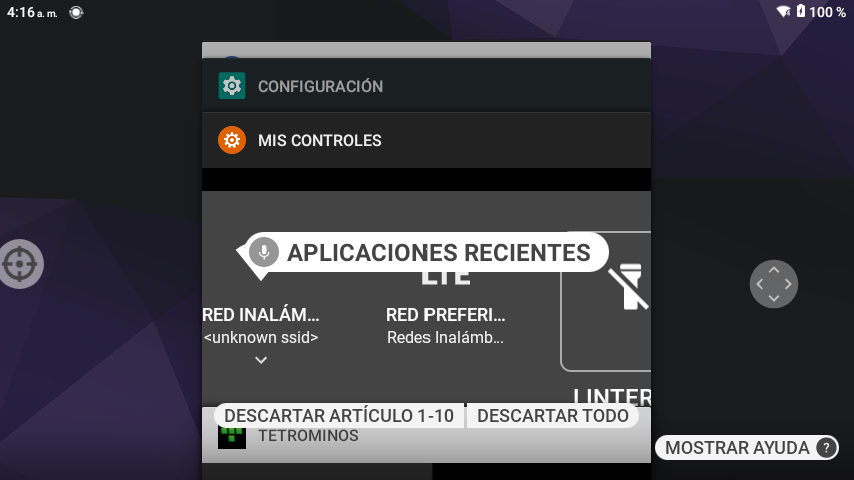 4:16 a. m.
100 %
CONFIGURACIÓN
MIS CONTROLES
APLICACIONES RECIENTES
LTE
RED INALÁM...
RED PREFERI...
<unknown ssid>
Redes Inalámb...
LINTER
DESCARTAR ARTÍCULO 1-10
DESCARTAR TODO
TETROMINOS
MOSTRAR AYUDA ?